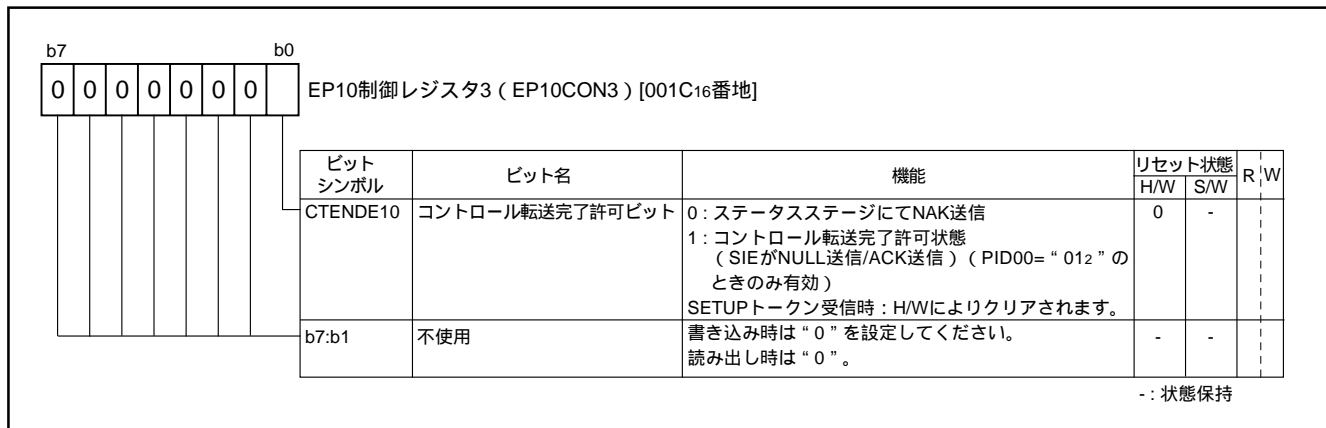 b7 b0
0 0 0 0 0 0 0 EP10制御レジスタ3（EP10CON3）[001C16番地]
ビットシンボル ビット名 機能 リセット状態 R W
H/W S/W
CTENDE10 コントロール転送完了許可ビット 0 : ステータスステージにてNAK送信 0 -
1 : コントロール転送完了許可状態
（SIEがNULL送信/ACK送信）（PID00=“012”の
ときのみ有効）
SETUPトークン受信時：H/Wによりクリアされます。
b7:b1 不使用 書き込み時は“0”を設定してください。 - -
読み出し時は“0”。
- : 状態保持